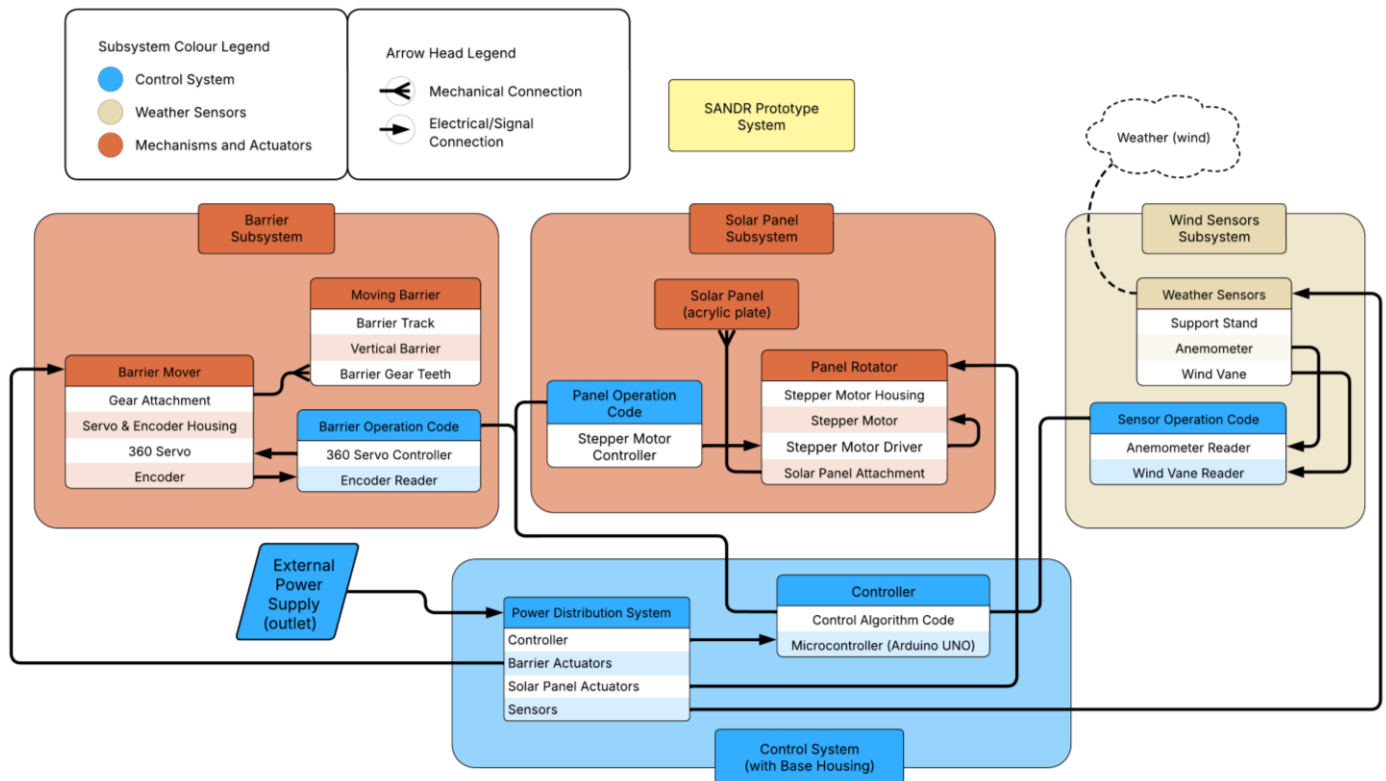 Subsystem Colour Legend
Control System
Weather Sensors
Mechanisms and Actuators
Arrow Head Legend
Mechanical Connection
Electrical/Signal
Connection
SANDR Prototype
System
Weather (wind)
Barrier
Subsystem
Moving Barrier
Barrier Track
Vertical Barrier
Barrier Gear Teeth
Barrier Mover
Gear Attachment
Servo & Encoder Housing
360 Servo
Encoder
Barrier Operation Code
360 Servo Controller
Encoder Reader
Solar Panel
Subsystem
Solar Panel
(acrylic plate)
Panel Operation
Code
Stepper Motor
Controller
Panel Rotator
Stepper Motor Housing
Stepper Motor
Stepper Motor Driver
Solar Panel Attachment
Wind Sensors
Subsystem
Weather Sensors
Support Stand
Anemometer
Wind Vane
Sensor Operation Code
Anemometer Reader
Wind Vane Reader
External
Power
Supply
(outlet)
Power Distribution System
Controller
Barrier Actuators
Solar Panel Actuators
Sensors
Controller
Control Algorithm Code
Microcontroller (Arduino UNO)
Control System
(with Base Housing)